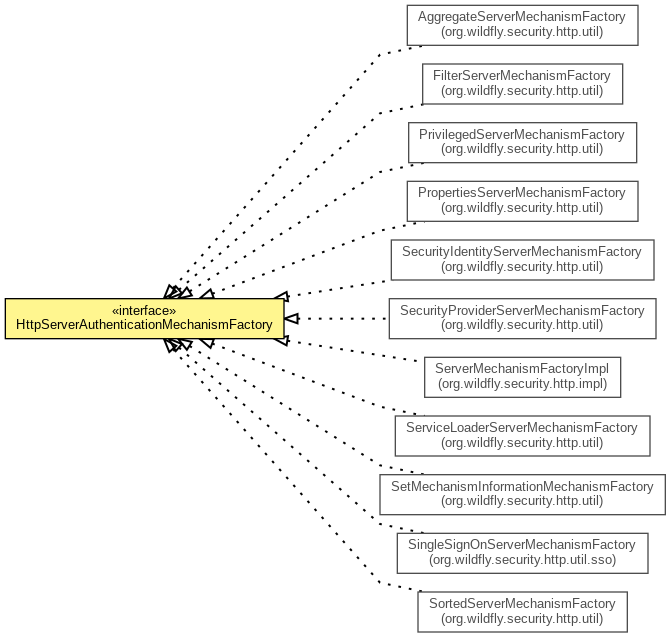 AggregateServerMechanismFactory
(org.wildfly.security.http.util)
FilterServerMechanismFactory
(org.wildfly.security.http.util)
PrivilegedServerMechanismFactory
(org.wildfly.security.http.util)
PropertiesServerMechanismFactory
(org.wildfly.security.http.util)
SecurityIdentityServerMechanismFactory
(org.wildfly.security.http.util)
«interface»
HttpServerAuthenticationMechanismFactory
SecurityProviderServerMechanismFactory
(org.wildfly.security.http.util)
ServerMechanismFactoryImpl
(org.wildfly.security.http.impl)
ServiceLoaderServerMechanismFactory
(org.wildfly.security.http.util)
SetMechanismInformationMechanismFactory
(org.wildfly.security.http.util)
SingleSignOnServerMechanismFactory
(org.wildfly.security.http.util.sso)
SortedServerMechanismFactory
(org.wildfly.security.http.util)